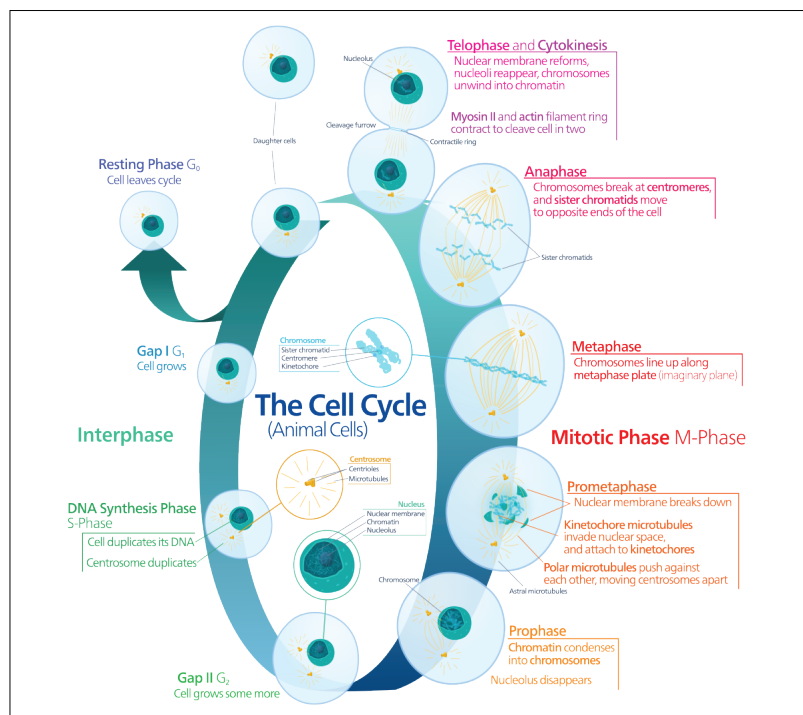 Telophase and Cytokinesis
Nuclear membrane reforms,
nucleoli reappear, chromosomes
unwind into chromatin
Myosin II and actin filament ring
contract to cleave cell in two
Nucleolus
Cleavage furrow
Contractile ring
Daughter cells
Resting Phase G₀
Cell leaves cycle
Anaphase
Chromosomes break at centromeres,
and sister chromatids move
to opposite ends of the cell
Sister chromatids
Gap I G₁
Cell grows
Chromosome
Sister chromatid
Centromere
Kinetochore
Metaphase
Chromosomes line up along
metaphase plate (imaginary plane)
The Cell Cycle
(Animal Cells)
Interphase
Mitotic Phase M-Phase
Centrosome
Centrioles
Microtubules
Prometaphase
Nuclear membrane breaks down
Kinetochore microtubules
invade nuclear space,
and attach to kinetochores
Polar microtubules push against
each other, moving centrosomes apart
Astral microtubules
DNA Synthesis Phase
S-Phase
Cell duplicates its DNA
Centrosome duplicates
Nucleus
Nuclear membrane
Chromatin
Nucleolus
Chromosome
Prophase
Chromatin condenses
into chromosomes
Nucleolus disappears
Gap II G₂
Cell grows some more